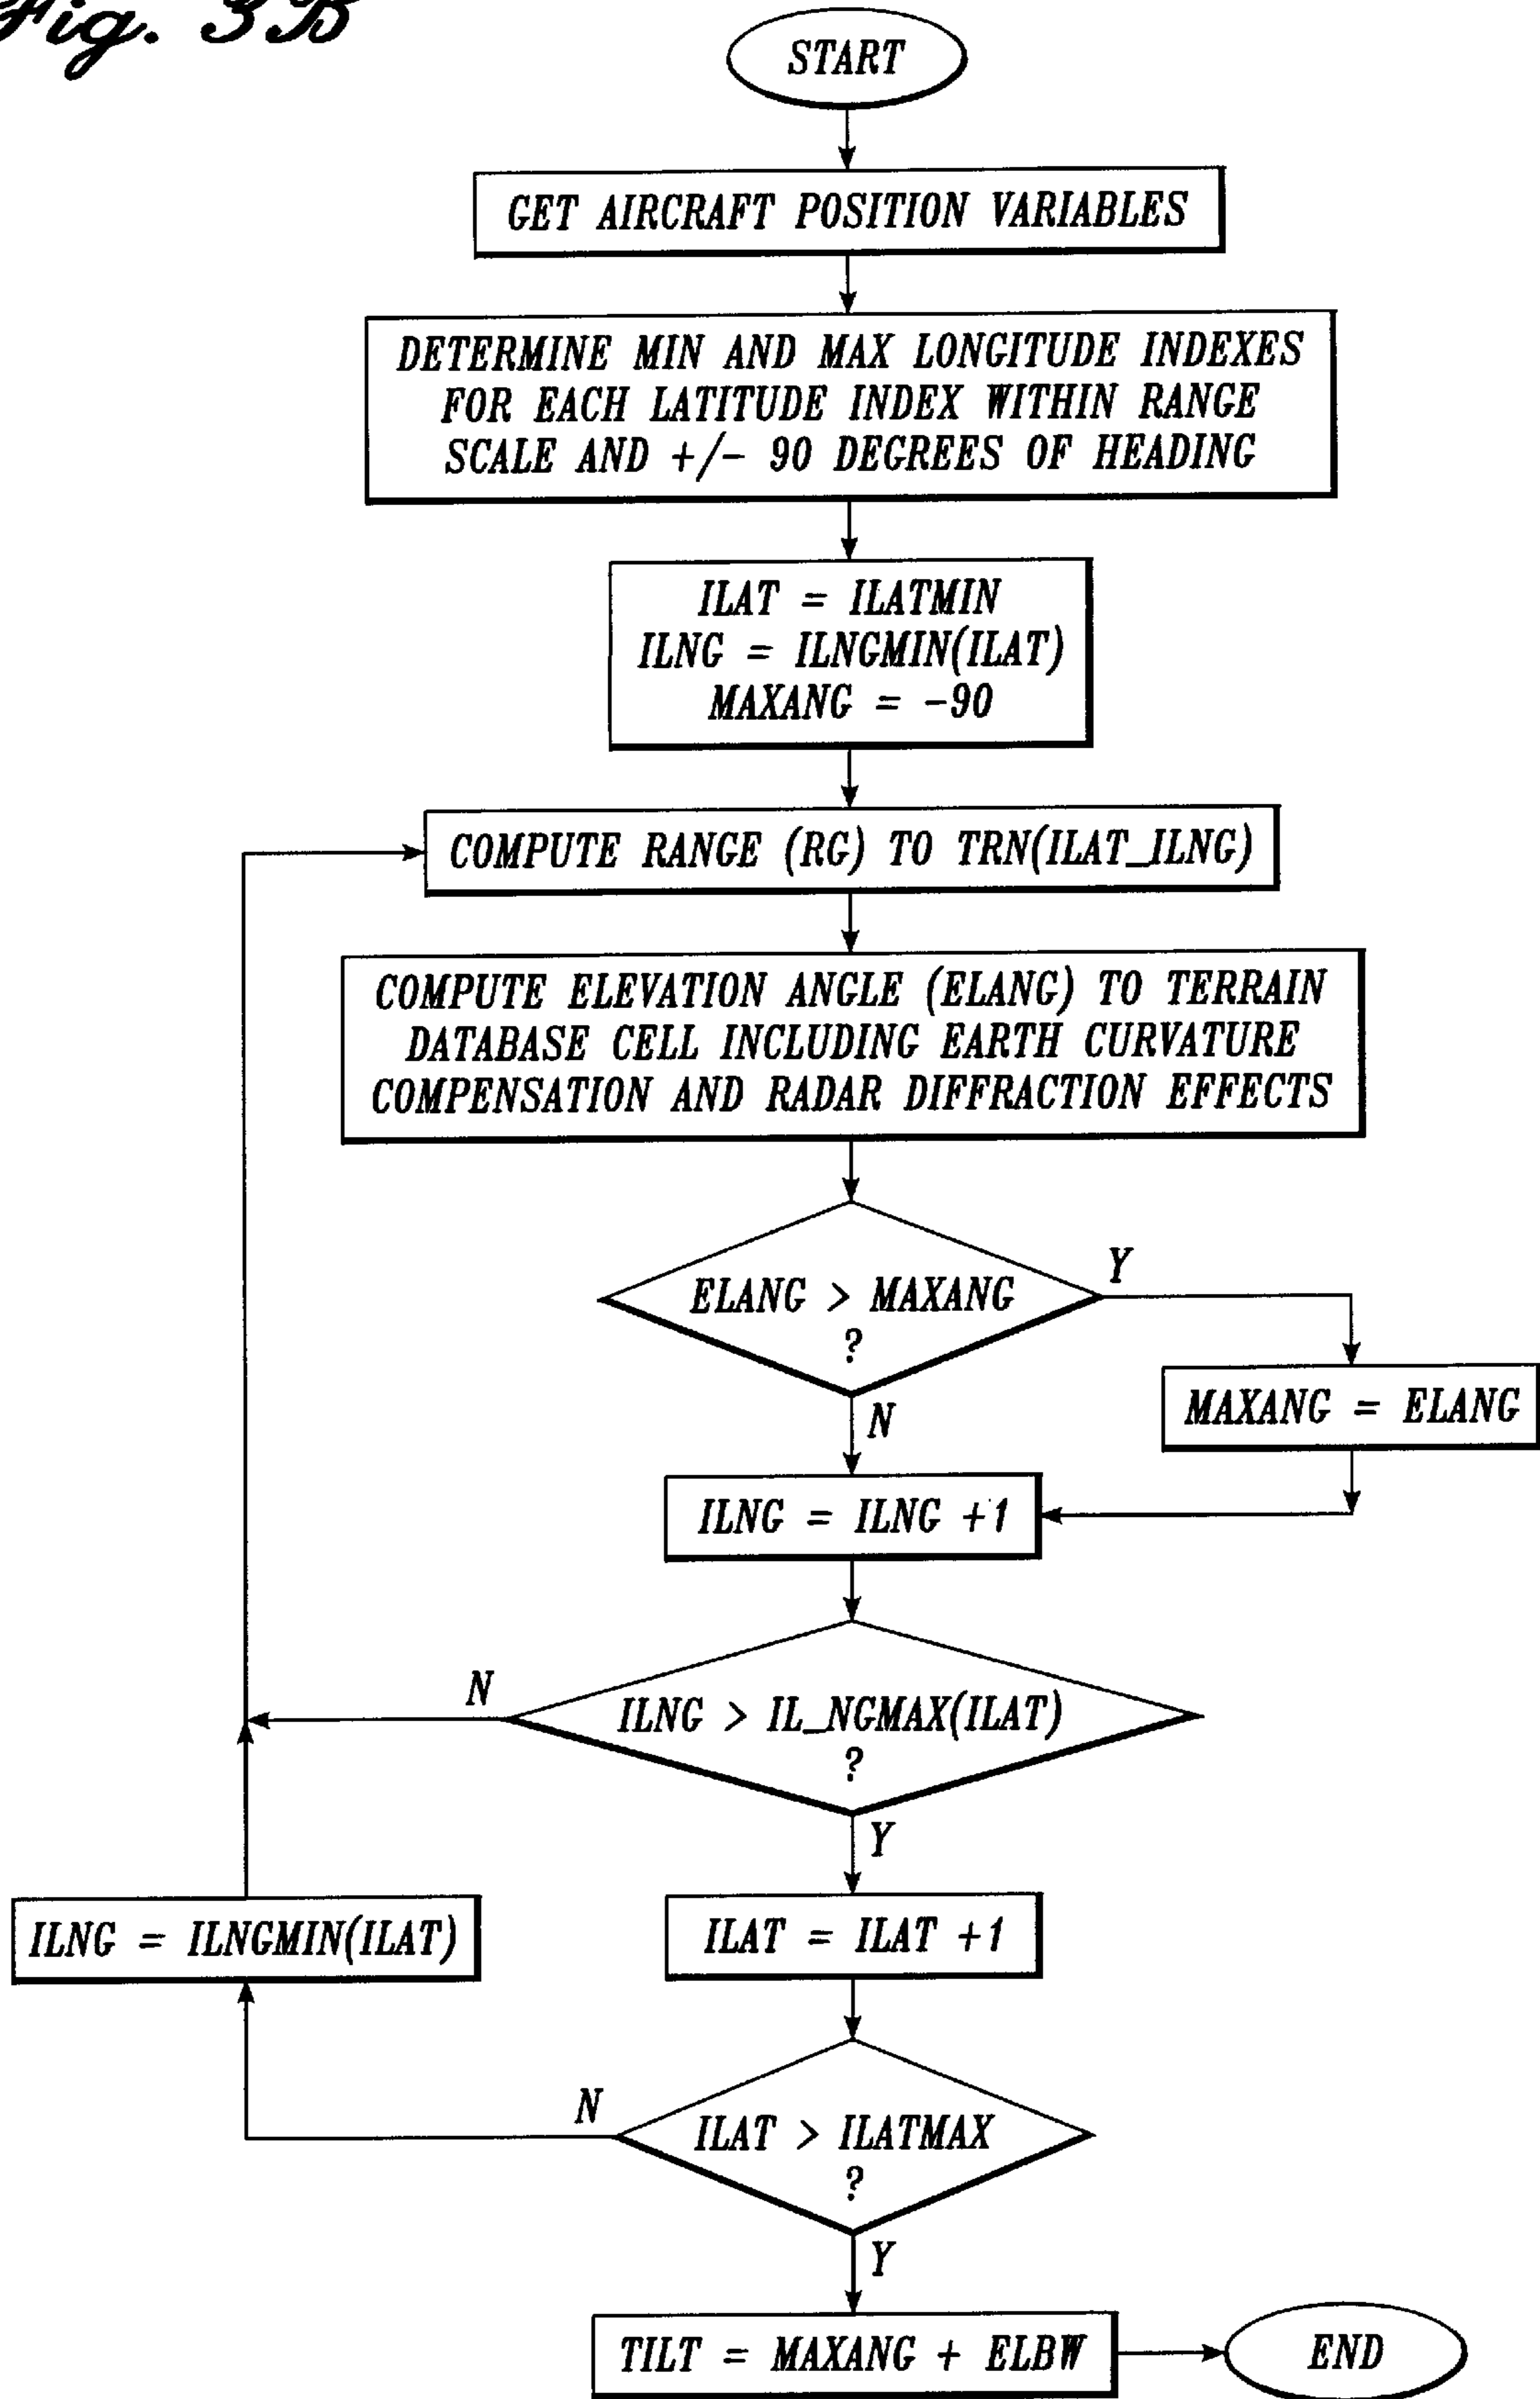 Fig. 3B
START
GET AIRCRAFT POSITION VARIABLES
DETERMINE MIN AND MAX LONGITUDE INDEXES
FOR EACH LATITUDE INDEX WITHIN RANGE
SCALE AND +/- 90 DEGREES OF HEADING
ILAT = ILATMIN
ILNG = ILNGMIN(ILAT)
MAXANG = -90
COMPUTE RANGE (RG) TO TRN(ILAT_ILNG)
COMPUTE ELEVATION ANGLE (ELANG) TO TERRAIN
DATABASE CELL INCLUDING EARTH CURVATURE
COMPENSATION AND RADAR DIFFRACTION EFFECTS
ELANG > MAXANG
?
Y
MAXANG = ELANG
N
ILNG = ILNG +1
ILNG > IL_NGMAX(ILAT)
?
N
Y
ILNG = ILNGMIN(ILAT)
ILAT = ILAT +1
ILAT > ILATMAX
?
N
Y
TILT = MAXANG + ELBW
END